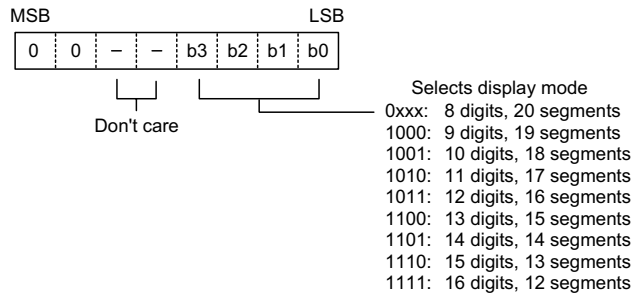 MSB LSB
0 0 – – b3 b2 b1 b0
Selects display mode
Don't care
0xxx: 8 digits, 20 segments
1000: 9 digits, 19 segments
1001: 10 digits, 18 segments
1010: 11 digits, 17 segments
1011: 12 digits, 16 segments
1100: 13 digits, 15 segments
1101: 14 digits, 14 segments
1110: 15 digits, 13 segments
1111: 16 digits, 12 segments